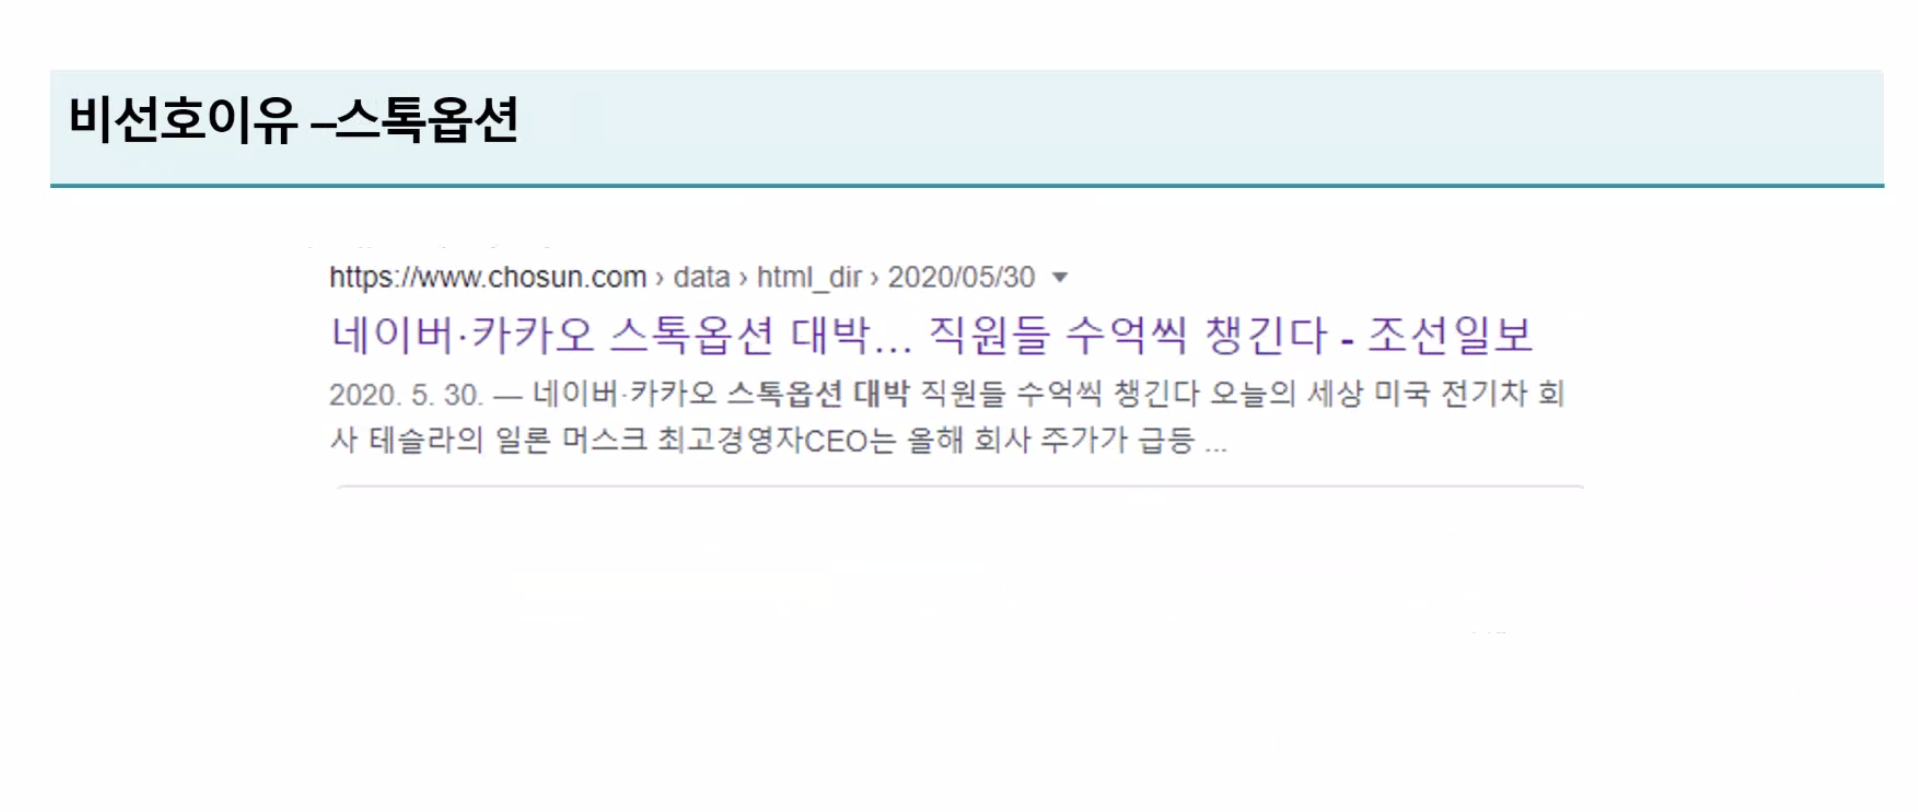 비선호이유 –스톡옵션
https://www.chosun.com › data › html_dir › 2020/05/30
네이버·카카오 스톡옵션 대박... 직원들 수억씩 챙긴다 - 조선일보
2020. 5. 30. — 네이버·카카오 스톡옵션 대박 직원들 수억씩 챙긴다 오늘의 세상 미국 전기차 회
사 테슬라의 일론 머스크 최고경영자CEO는 올해 회사 주가가 급등 ...